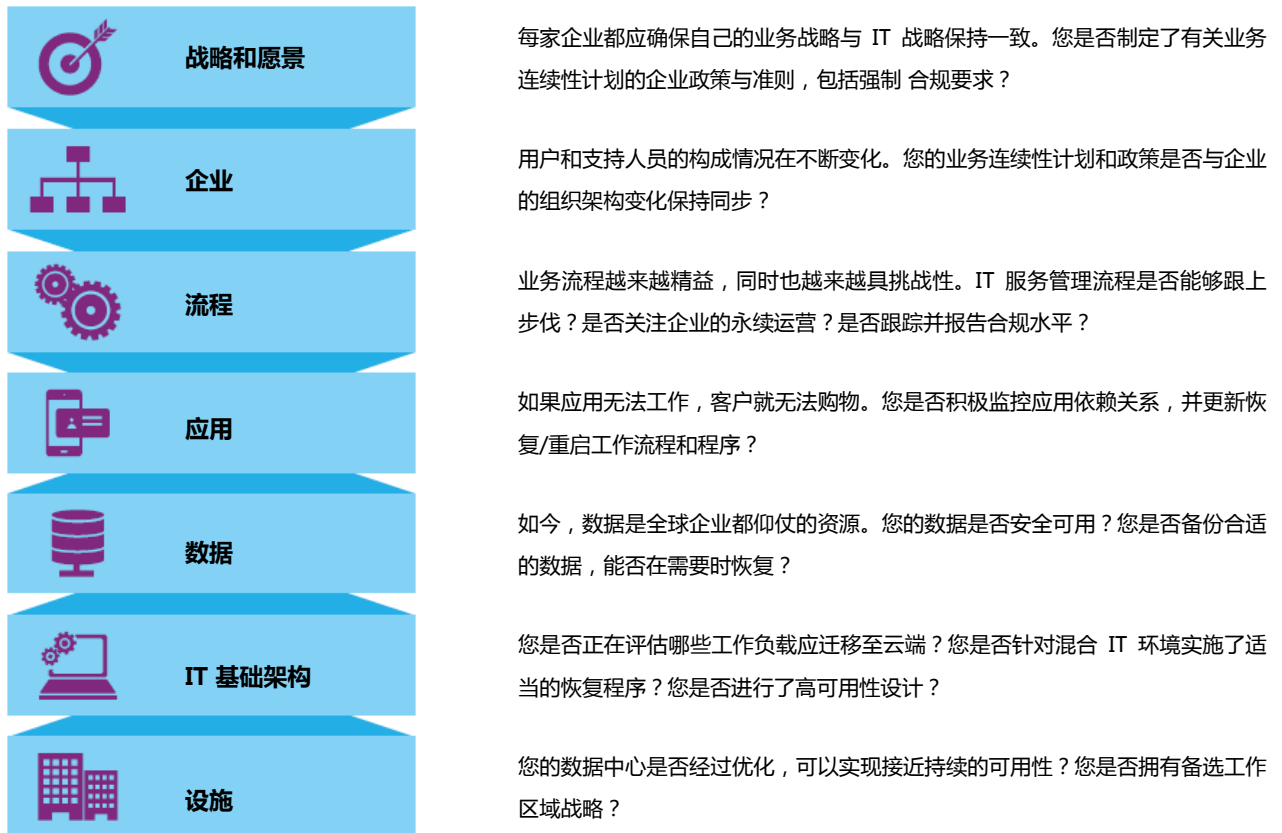 战略和愿景
每家企业都应确保自己的业务战略与 IT 战略保持一致。您是否制定了有关业务
连续性计划的企业政策与准则，包括强制 合规要求？
企业
用户和支持人员的构成情况在不断变化。您的业务连续性计划和政策是否与企业
的组织架构变化保持同步？
流程
业务流程越来越精益，同时也越来越具挑战性。IT 服务管理流程是否能够跟上
步伐？是否关注企业的永续运营？是否跟踪并报告合规水平？
应用
如果应用无法工作，客户就无法购物。您是否积极监控应用依赖关系，并更新恢
复/重启工作流程和程序？
数据
如今，数据是全球企业都仰仗的资源。您的数据是否安全可用？您是否备份合适
的数据，能否在需要时恢复？
IT 基础架构
您是否正在评估哪些工作负载应迁移至云端？您是否针对混合 IT 环境实施了适
当的恢复程序？您是否进行了高可用性设计？
设施
您的数据中心是否经过优化，可以实现接近持续的可用性？您是否拥有备选工作
区域战略？